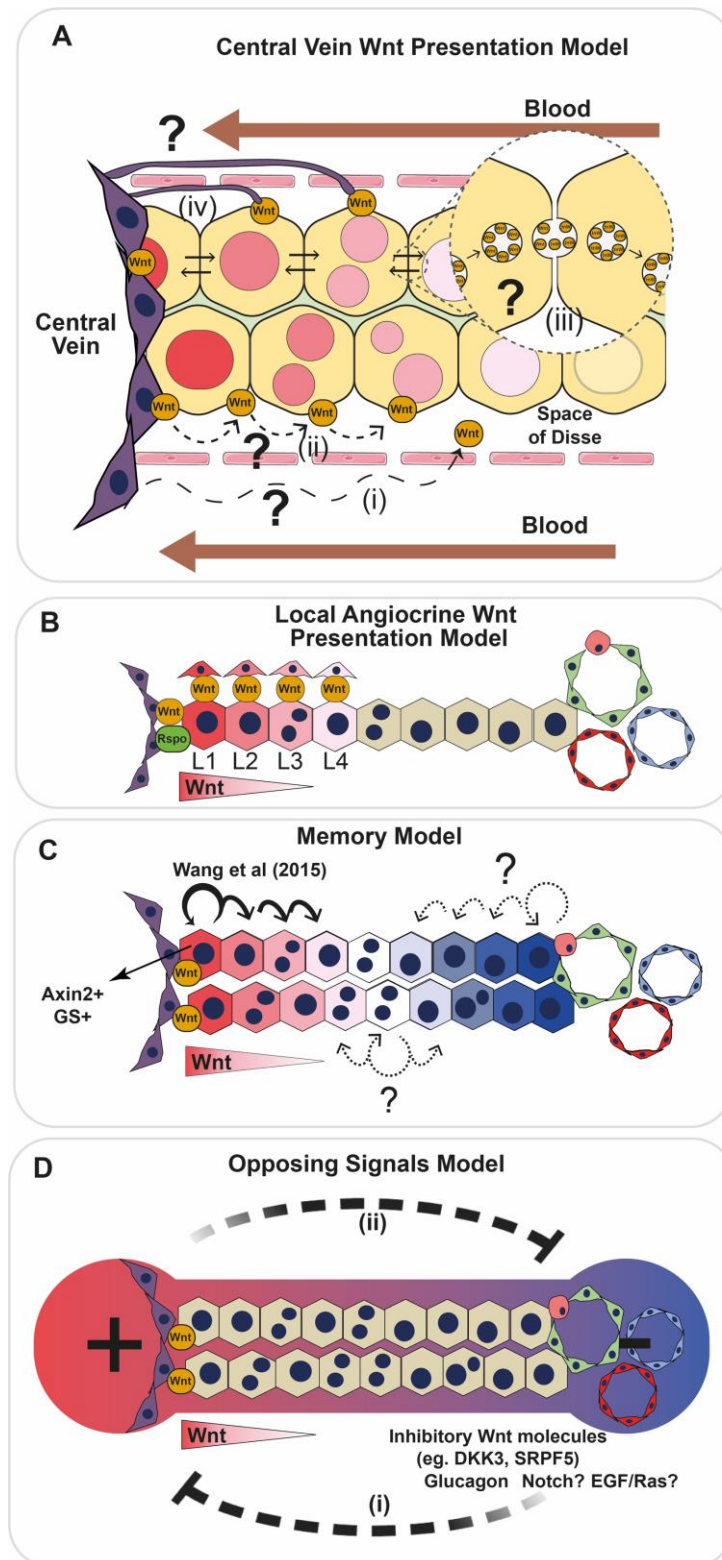 A
Central Vein Wnt Presentation Model
Blood
?
(iv)
Wnt
Wnt
Wnt
?
(iii)
Central
Vein
Wnt
Wnt
Wnt
Wnt
Wnt
Space
of Disse
?
(ii)
?
(i)
Blood
B
Local Angiocrine Wnt
Presentation Model
Wnt
Wnt
Wnt
Wnt
Wnt
Rspo
L1
L2
L3
L4
Wnt
C
Memory Model
Wang et al (2015)
?
Wnt
Axin2+
GS+
Wnt
Wnt
?
D
Opposing Signals Model
(ii)
+
Wnt
−
Wnt
Wnt
Inhibitory Wnt molecules
(eg. DKK3, SRPF5)
Glucagon Notch? EGF/Ras?
(i)